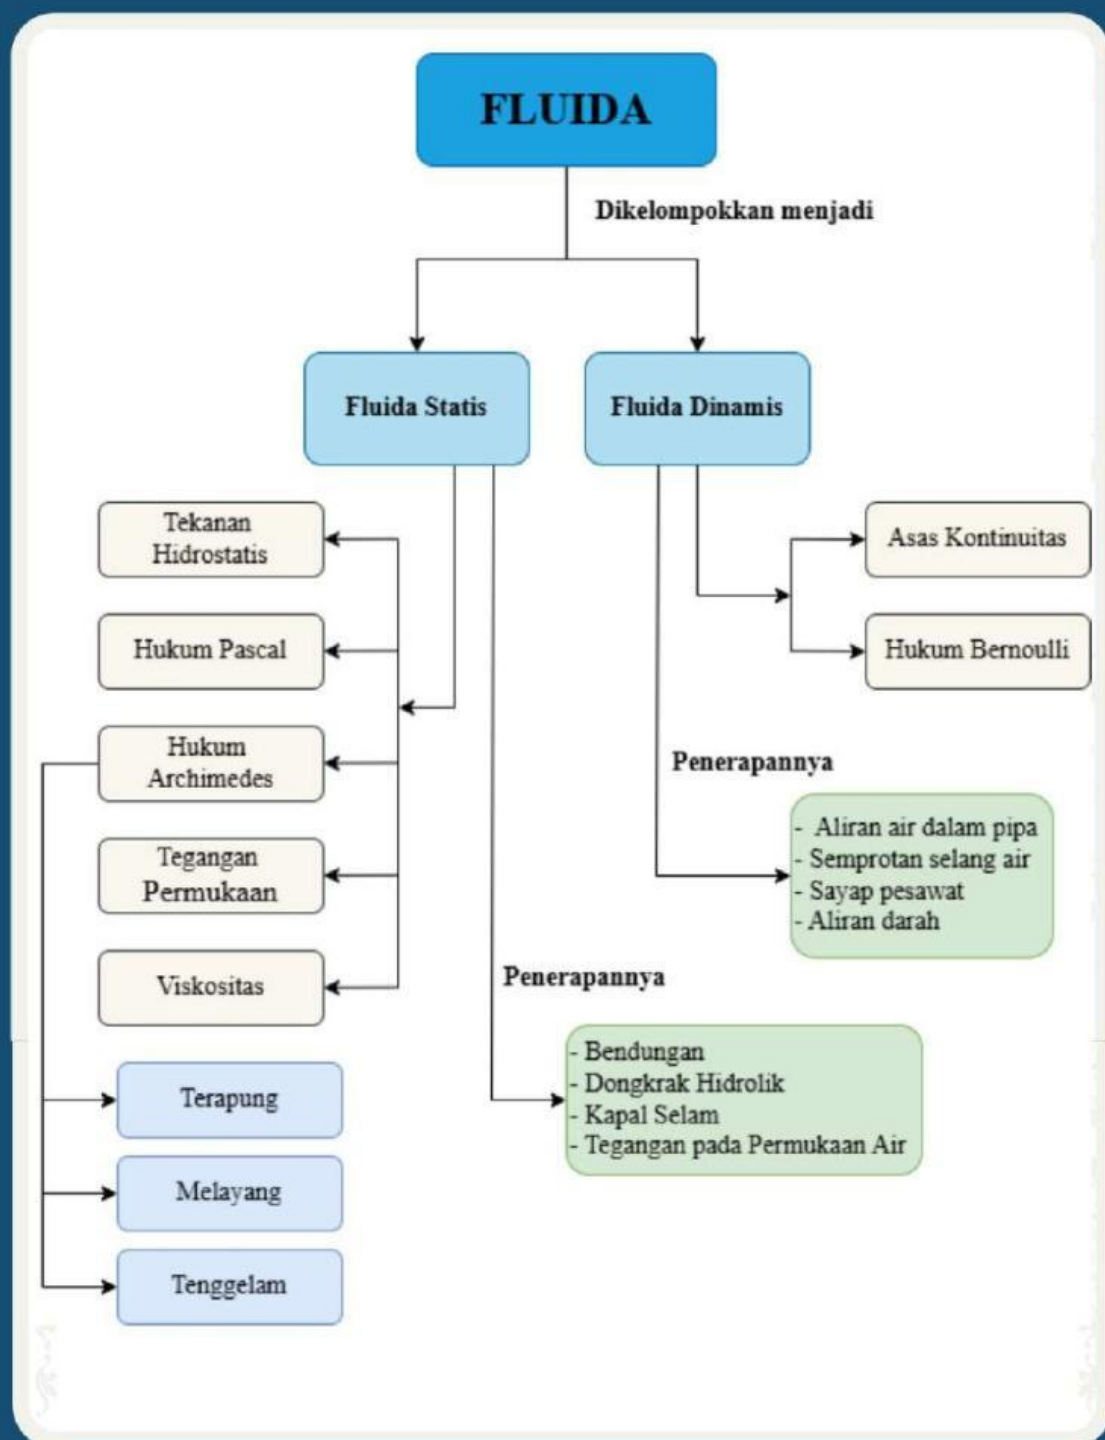 FLUIDA
Dikelompokkan menjadi
Fluida Statis
Fluida Dinamis
Tekanan
Hidrostatis
Hukum Pascal
Hukum
Archimedes
Tegangan
Permukaan
Viskositas
Terapung
Melayang
Tenggelam
Asas Kontinuitas
Hukum Bernoulli
Penerapannya
- Aliran air dalam pipa
- Semprotan selang air
- Sayap pesawat
- Aliran darah
Penerapannya
- Bendungan
- Dongkrak Hidrolik
- Kapal Selam
- Tegangan pada Permukaan Air